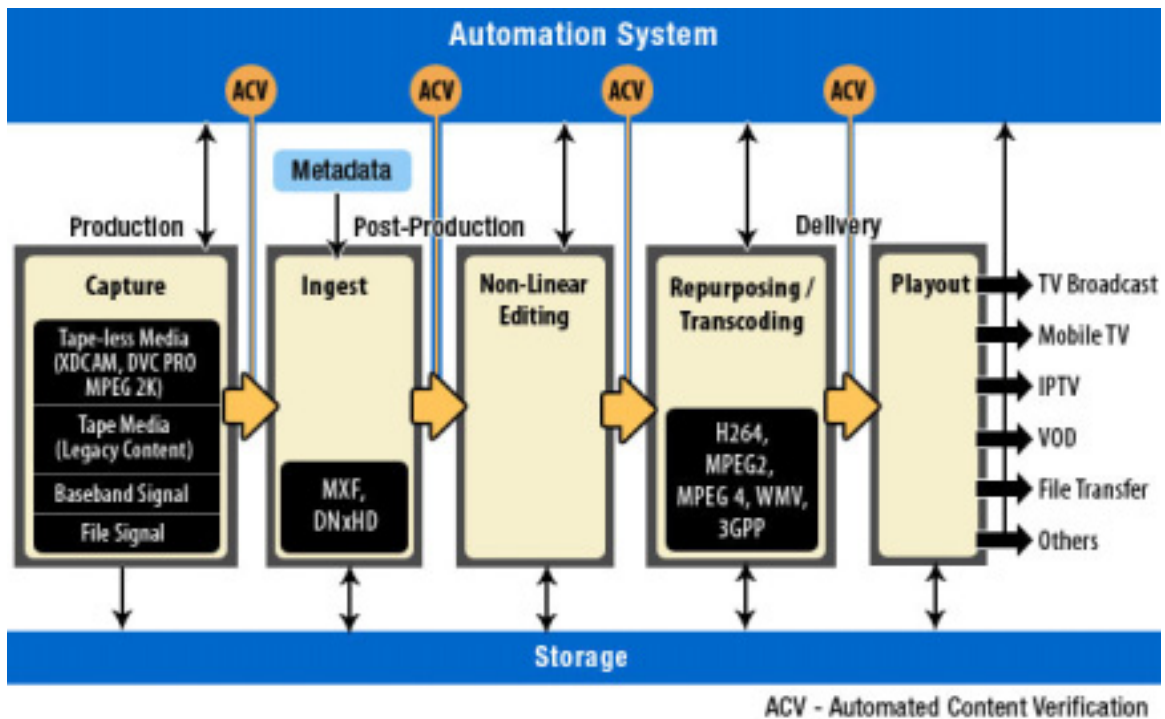 Automation System
ACV
ACV
ACV
ACV
Metadata
Production
Post-Production
Delivery
Capture
Tape-less Media
(XDCAM, DVC PRO
MPEG 2K)
Tape Media
(Legacy Content)
Baseband Signal
File Signal
Ingest
MXF,
DNxHD
Non-Linear
Editing
Repurposing /
Transcoding
H264,
MPEG2,
MPEG 4, WMV,
3GPP
Playout
TV Broadcast
Mobile TV
IPTV
VOD
File Transfer
Others
Storage
ACV - Automated Content Verification